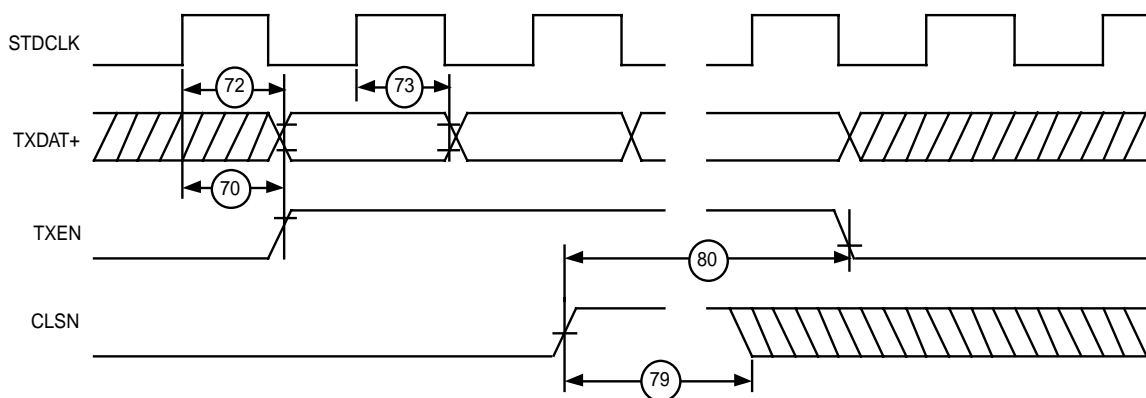 STDCLK
72
73
TXDAT+
70
TXEN
80
CLSN
79